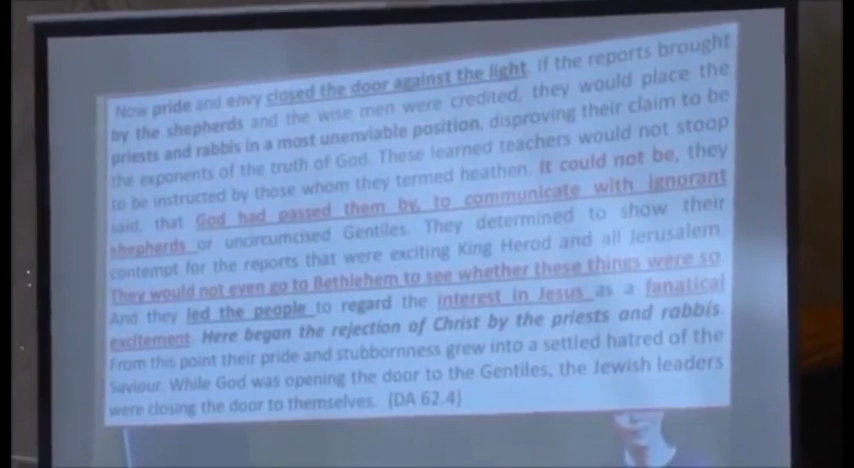 Now pride and envy closed the door against the light. If the reports brought
by the shepherds and the wise men were credited, they would place the
priests and rabbis in a most unenviable position, disproving their claim to be
the exponents of the truth of God. These learned teachers would not stoop
to be instructed by those whom they termed heathen. It could not be, they
said, that God had passed them by, to communicate with ignorant
shepherds or uncircumcised Gentiles. They determined to show their
contempt for the reports that were exciting King Herod and all Jerusalem.
They would not even go to Bethlehem to see whether these things were so.
And they led the people to regard the interest in Jesus as a fanatical
excitement. Here began the rejection of Christ by the priests and rabbis.
From this point their pride and stubbornness grew into a settled hatred of the
Saviour. While God was opening the door to the Gentiles, the Jewish leaders
were closing the door to themselves. {DA 62.4}